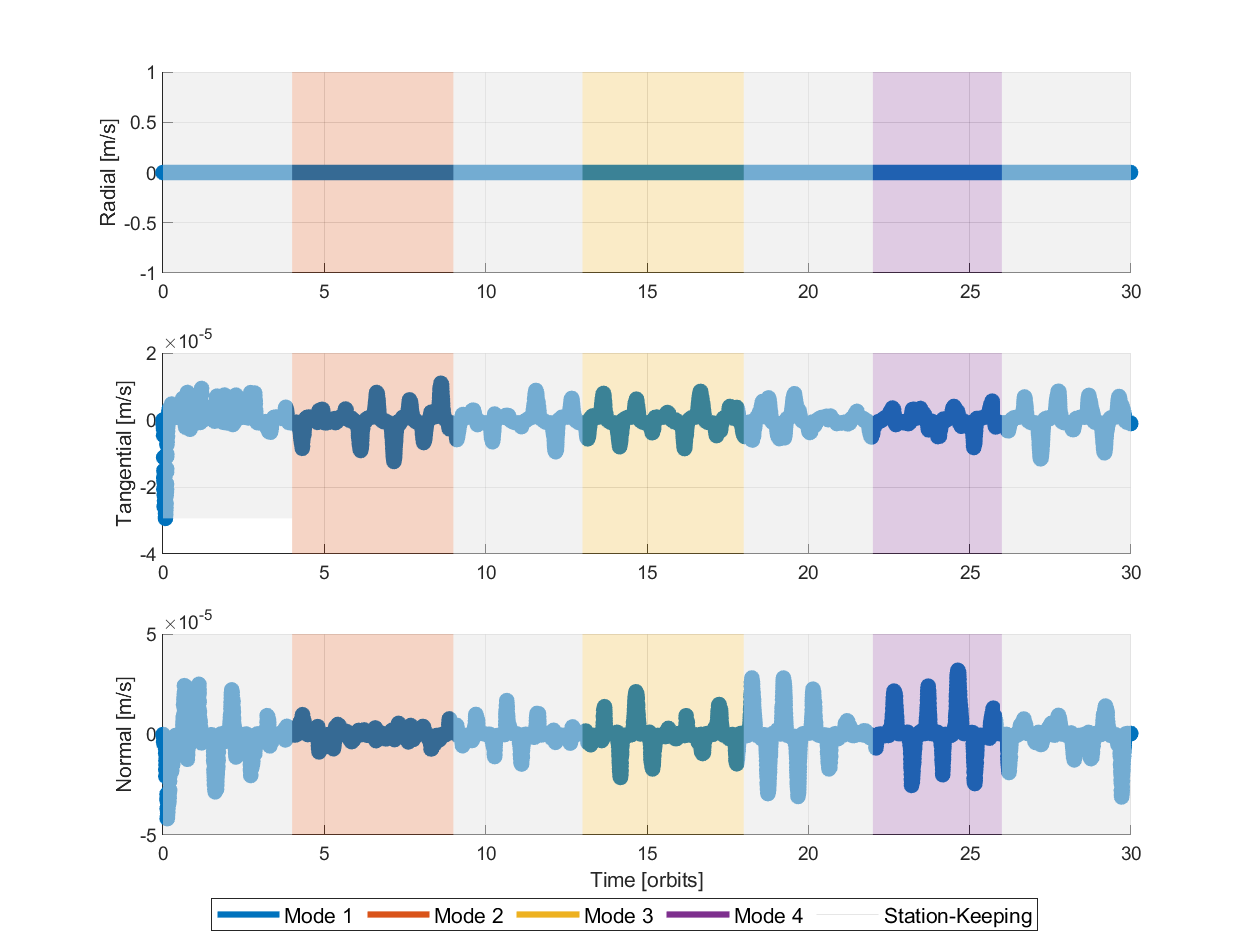 1
0.5
0
-0.5
-1
Radial [m/s]
0 5 10 15 20 25 30
×10-5
2
0
-2
-4
Tangential [m/s]
0 5 10 15 20 25 30
×10-5
5
0
-5
Normal [m/s]
0 5 10 15 20 25 30
Time [orbits]
Mode 1 Mode 2 Mode 3 Mode 4 Station-Keeping